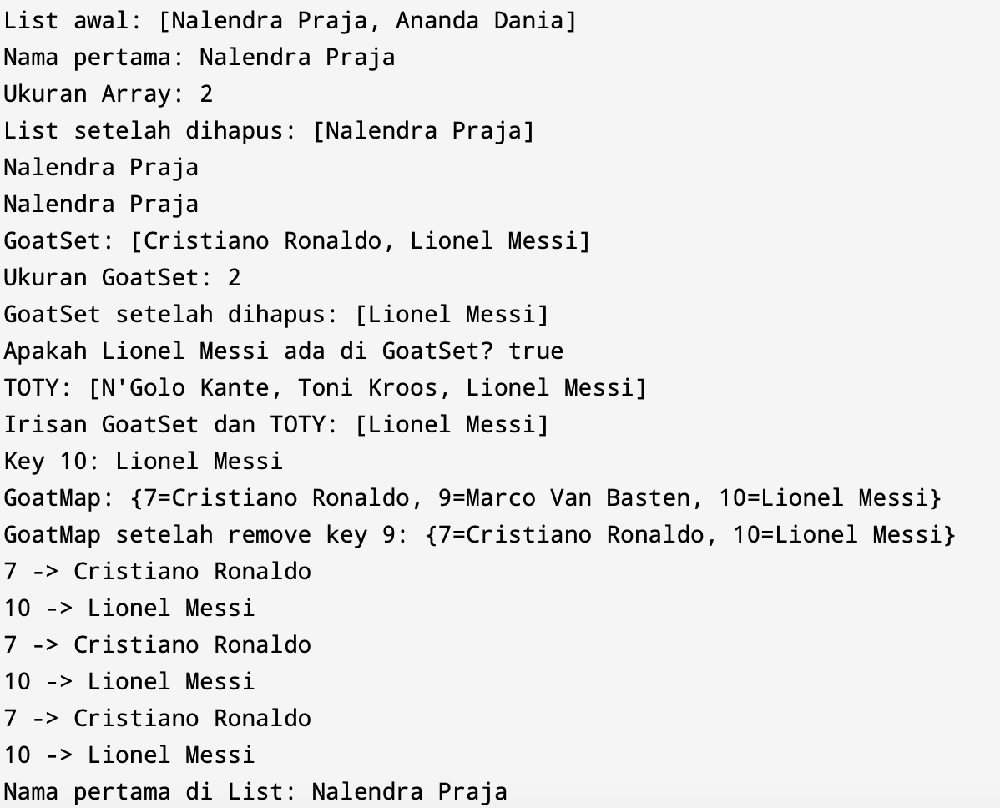 List awal: [Nalendra Praja, Ananda Dania]
Nama pertama: Nalendra Praja
Ukuran Array: 2
List setelah dihapus: [Nalendra Praja]
Nalendra Praja
Nalendra Praja
GoatSet: [Cristiano Ronaldo, Lionel Messi]
Ukuran GoatSet: 2
GoatSet setelah dihapus: [Lionel Messi]
Apakah Lionel Messi ada di GoatSet? true
TOTY: [N'Golo Kante, Toni Kroos, Lionel Messi]
Irisan GoatSet dan TOTY: [Lionel Messi]
Key 10: Lionel Messi
GoatMap: {7=Cristiano Ronaldo, 9=Marco Van Basten, 10=Lionel Messi}
GoatMap setelah remove key 9: {7=Cristiano Ronaldo, 10=Lionel Messi}
7 -> Cristiano Ronaldo
10 -> Lionel Messi
7 -> Cristiano Ronaldo
10 -> Lionel Messi
7 -> Cristiano Ronaldo
10 -> Lionel Messi
Nama pertama di List: Nalendra Praja